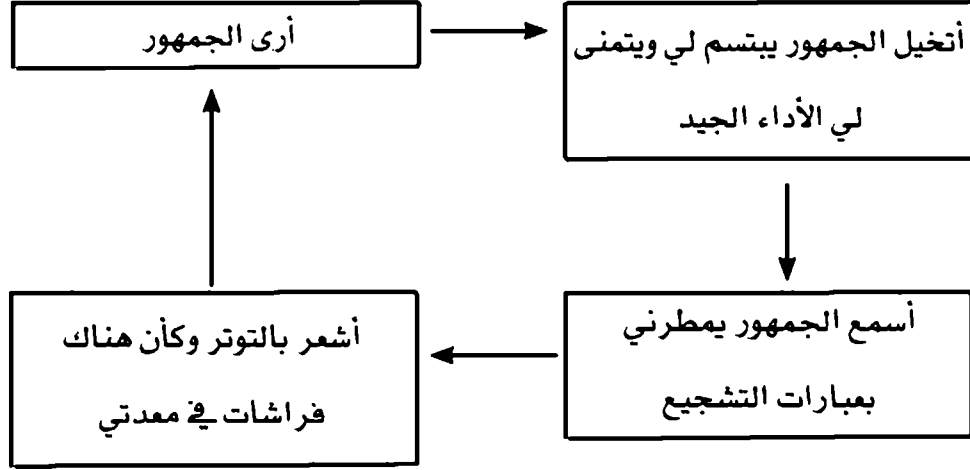 أرى الجمهور
أتخيل الجمهور يبتسم لي ويتمنى
لي الأداء الجيد
أسمع الجمهور يمطرني
بعبارات التشجيع
أشعر بالتوتر وكأن هناك
فراشات في معدتي